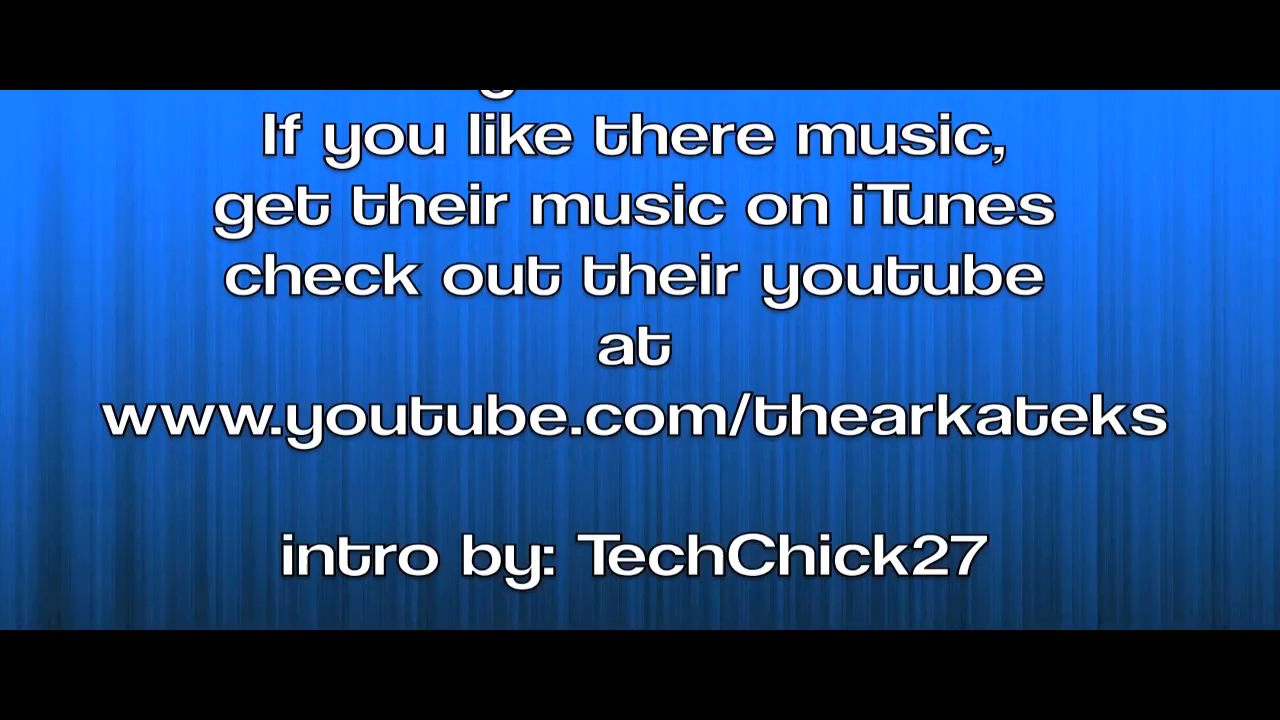 If you like there music,
get their music on iTunes
check out their youtube
at
www.youtube.com/thearkateks
intro by: TechChick27